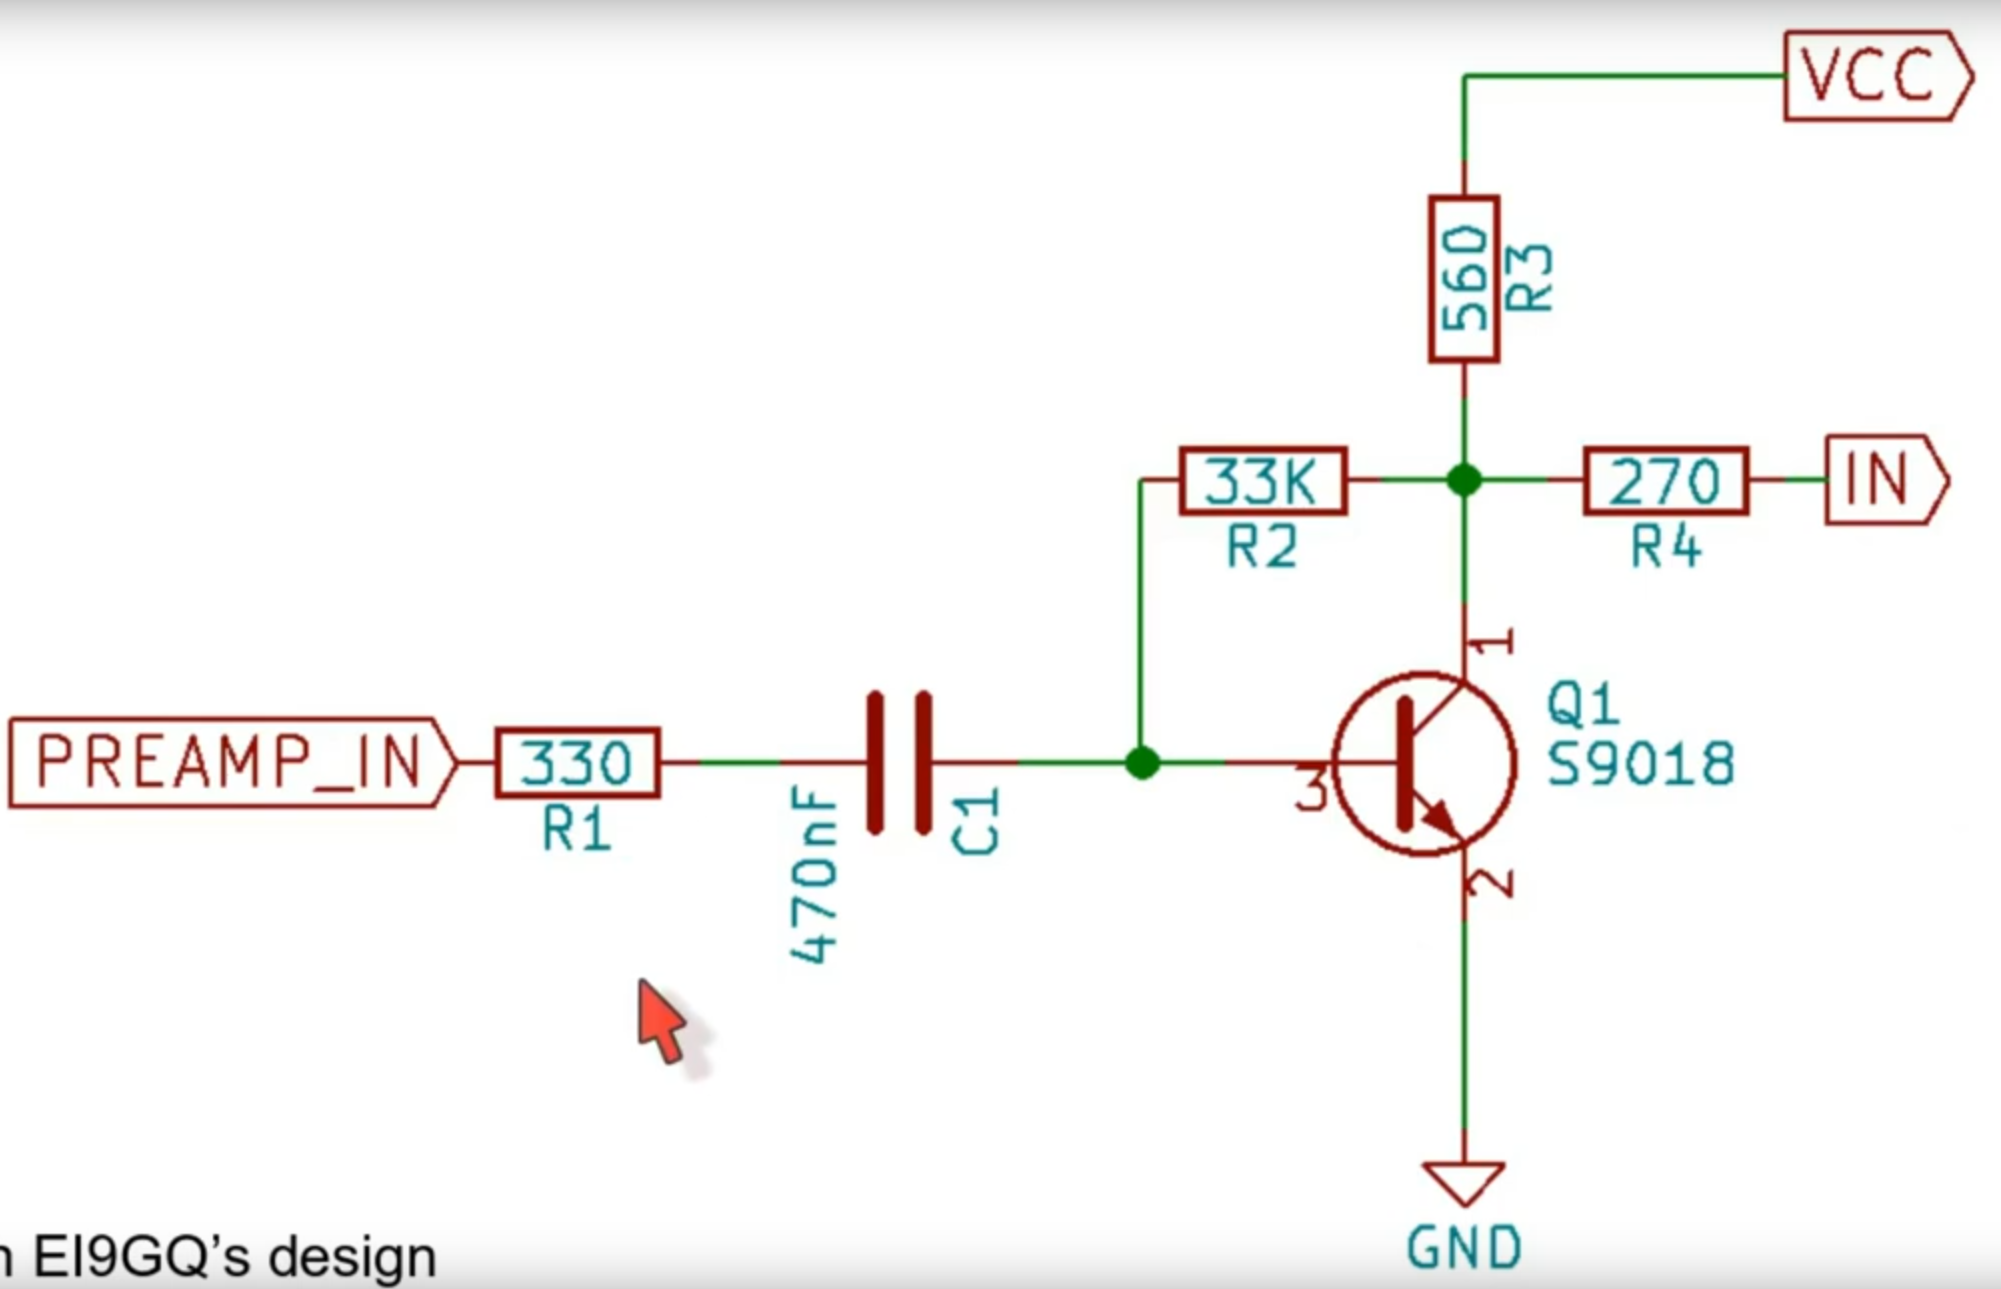 VCC
560
R3
33K
R2
270
R4
IN
1
Q1
S9018
PREAMP_IN
330
R1
470nF
C1
3
2
EI9GQ’s design
GND